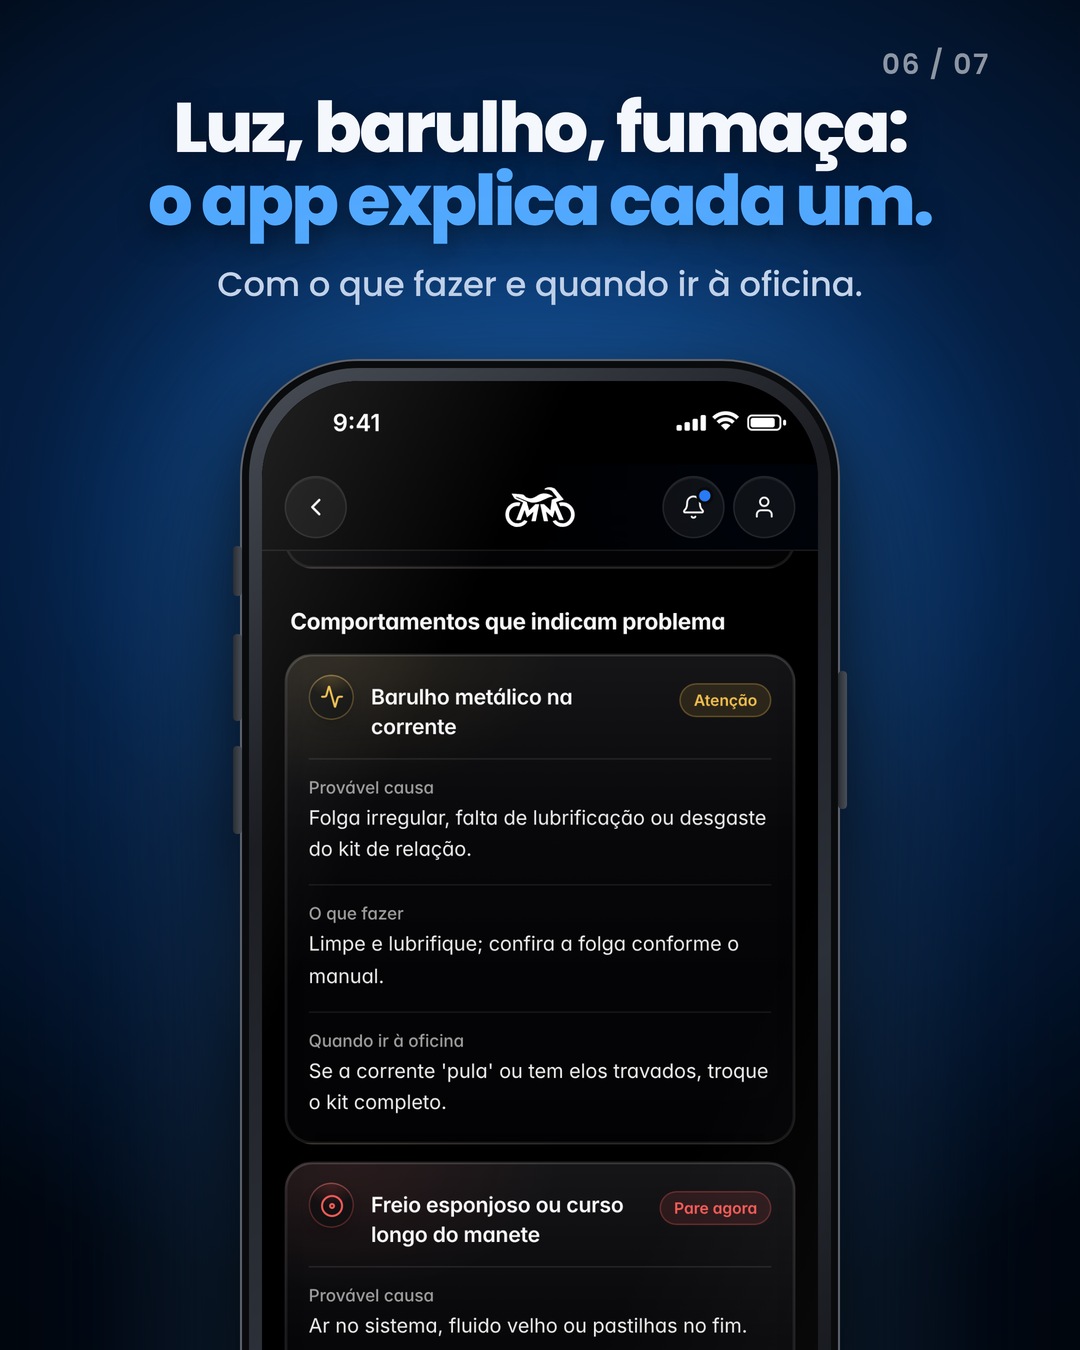 06 / 07
Luz, barulho, fumaça:
o app explica cada um.
Com o que fazer e quando ir à oficina.
9:41
MM
Comportamentos que indicam problema
Barulho metálico na
corrente
Atenção
Provável causa
Folga irregular, falta de lubrificação ou desgaste
do kit de relação.
O que fazer
Limpe e lubrifique; confira a folga conforme o
manual.
Quando ir à oficina
Se a corrente 'pula' ou tem elos travados, troque
o kit completo.
Freio esponjoso ou curso
longo do manete
Pare agora
Provável causa
Ar no sistema, fluido velho ou pastilhas no fim.